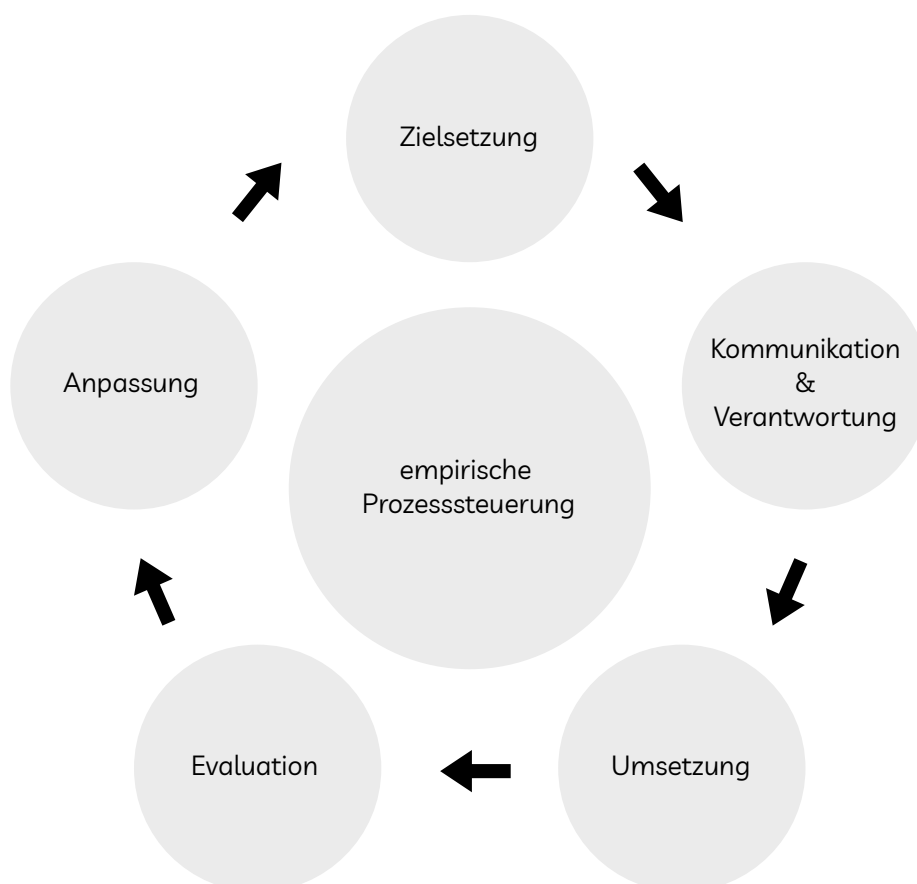 Zielsetzung
Kommunikation
&
Verantwortung
Umsetzung
Evaluation
Anpassung
empirische
Prozesssteuerung